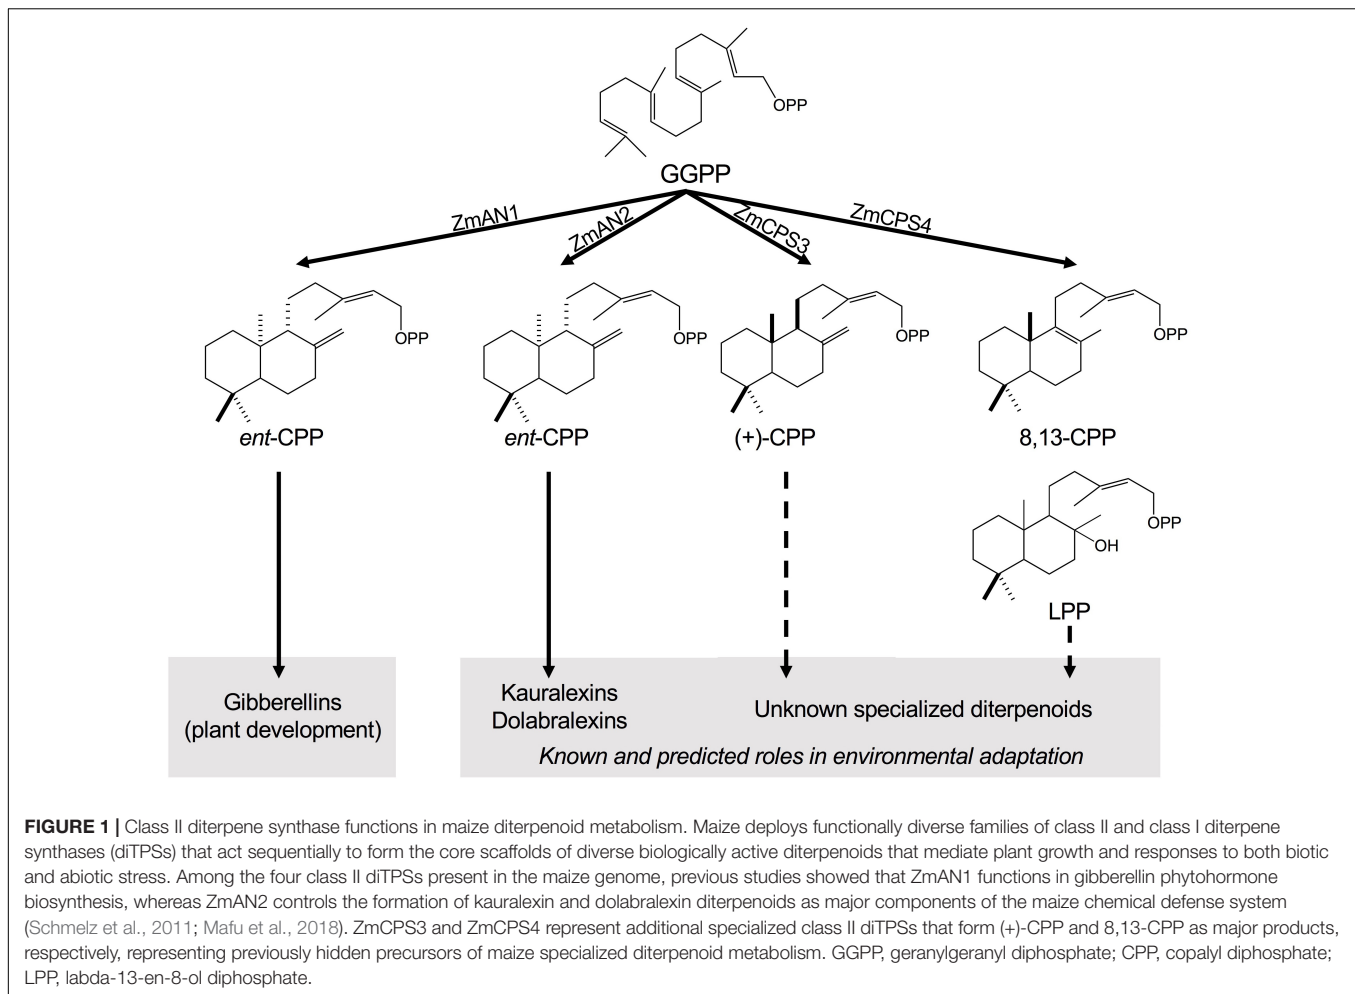 OPP
GGPP
ZmAN1
ZmAN2
ZmCPS3
ZmCPS4
OPP
OPP
OPP
OPP
ent-CPP
ent-CPP
(+)-CPP
8,13-CPP
OPP
OH
LPP
Gibberellins
(plant development)
Kauralexins
Dolabralexins
Unknown specialized diterpenoids
Known and predicted roles in environmental adaptation
FIGURE 1 | Class II diterpene synthase functions in maize diterpenoid metabolism. Maize deploys functionally diverse families of class II and class I diterpene
synthases (diTPSs) that act sequentially to form the core scaffolds of diverse biologically active diterpenoids that mediate plant growth and responses to both biotic
and abiotic stress. Among the four class II diTPSs present in the maize genome, previous studies showed that ZmAN1 functions in gibberellin phytohormone
biosynthesis, whereas ZmAN2 controls the formation of kauralexin and dolabralexin diterpenoids as major components of the maize chemical defense system
(Schmelz et al., 2011; Mafu et al., 2018). ZmCPS3 and ZmCPS4 represent additional specialized class II diTPSs that form (+)-CPP and 8,13-CPP as major products,
respectively, representing previously hidden precursors of maize specialized diterpenoid metabolism. GGPP, geranylgeranyl diphosphate; CPP, copalyl diphosphate;
LPP, labda-13-en-8-ol diphosphate.